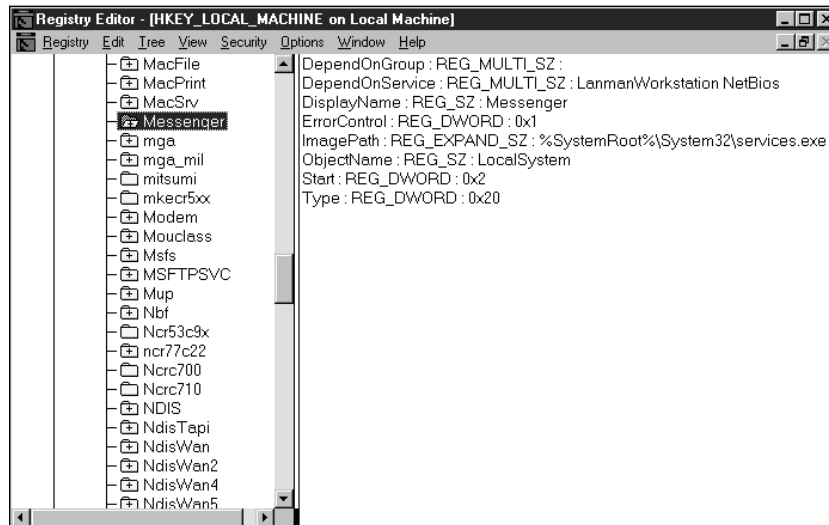 Registry Editor - [HKEY_LOCAL_MACHINE on Local Machine]
Registry Edit Tree View Security Options Window Help
MacFile
MacPrint
MacSrv
Messenger
mga
mga_mil
mitsumi
mkecr5xx
Modem
Mouclass
Msfs
MSFTPSVC
Mup
Nbf
Ncr53c9x
ncr77c22
Ncrc700
Ncrc710
NDIS
NdisTapi
NdisWan
NdisWan2
NdisWan4
NdisWan5
DependOnGroup : REG_MULTI_SZ :
DependOnService : REG_MULTI_SZ : LanmanWorkstation NetBios
DisplayName : REG_SZ : Messenger
ErrorControl : REG_DWORD : 0x1
ImagePath : REG_EXPAND_SZ : %SystemRoot%\System32\services.exe
ObjectName : REG_SZ : LocalSystem
Start : REG_DWORD : 0x2
Type : REG_DWORD : 0x20